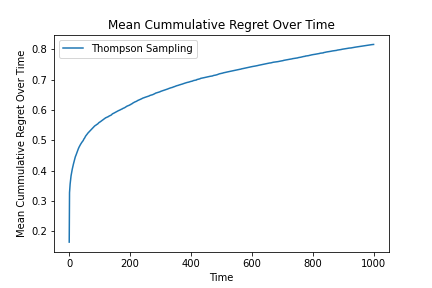 Mean Cummulative Regret Over Time
Thompson Sampling
Mean Cummulative Regret Over Time
0.8
0.7
0.6
0.5
0.4
0.3
0.2
0 200 400 600 800 1000
Time